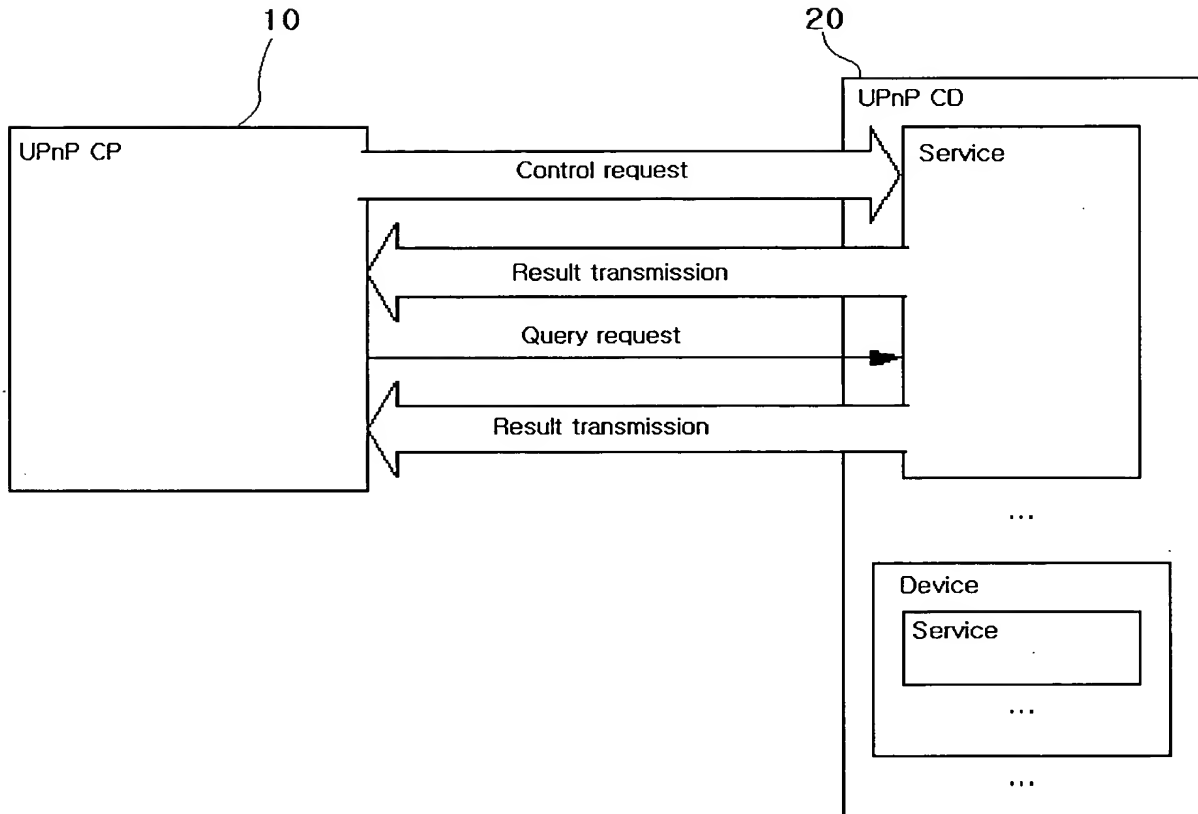 10
20
UPnP CD
UPnP CP
Service
Control request
Result transmission
Query request
Result transmission
...
Device
Service
...
...